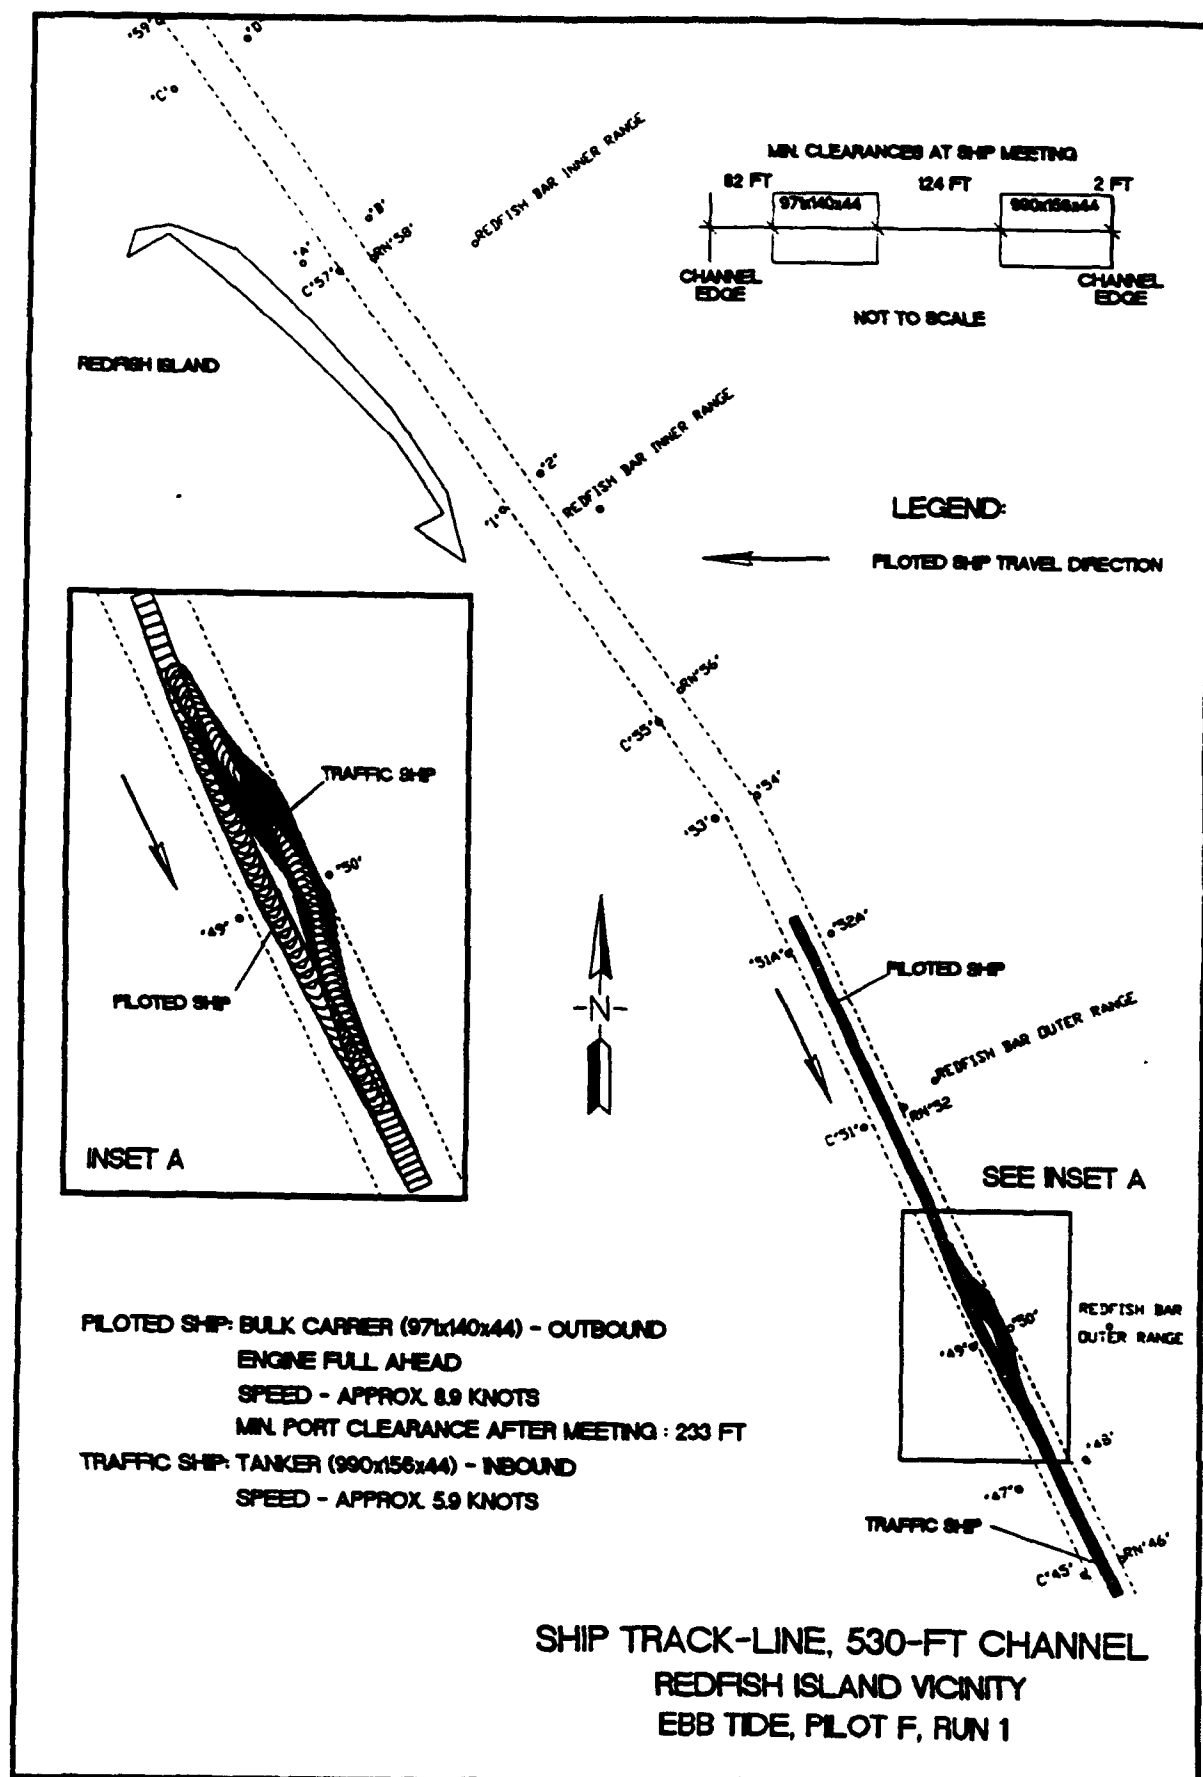 "59"
"D"
"C"
REDFISH BAR INNER RANGE
MIN. CLEARANCES AT SHIP MEETING
82 FT
124 FT
2 FT
971x140x44
990x156x44
"B"
RN"58"
"A"
C"57"
CHANNEL
EDGE
CHANNEL
EDGE
NOT TO SCALE
REDFISH ISLAND
REDFISH BAR INNER RANGE
"2"
"1"
LEGEND:
PILOTED SHIP TRAVEL DIRECTION
RN"56"
C"55"
"54"
"53"
TRAFFIC SHIP
"50"
"49"
PILOTED SHIP
INSET A
N
"52A"
"51A"
PILOTED SHIP
REDFISH BAR OUTER RANGE
RN"52
C"51"
SEE INSET A
REDFISH BAR
OUTER RANGE
"50"
"49"
PILOTED SHIP: BULK CARRIER (971x140x44) - OUTBOUND
ENGINE FULL AHEAD
SPEED - APPROX. 8.9 KNOTS
MIN. PORT CLEARANCE AFTER MEETING : 233 FT
TRAFFIC SHIP: TANKER (990x156x44) - INBOUND
SPEED - APPROX. 5.9 KNOTS
"47"
TRAFFIC SHIP
RN"46"
C"45"
SHIP TRACK-LINE, 530-FT CHANNEL
REDFISH ISLAND VICINITY
EBB TIDE, PILOT F, RUN 1